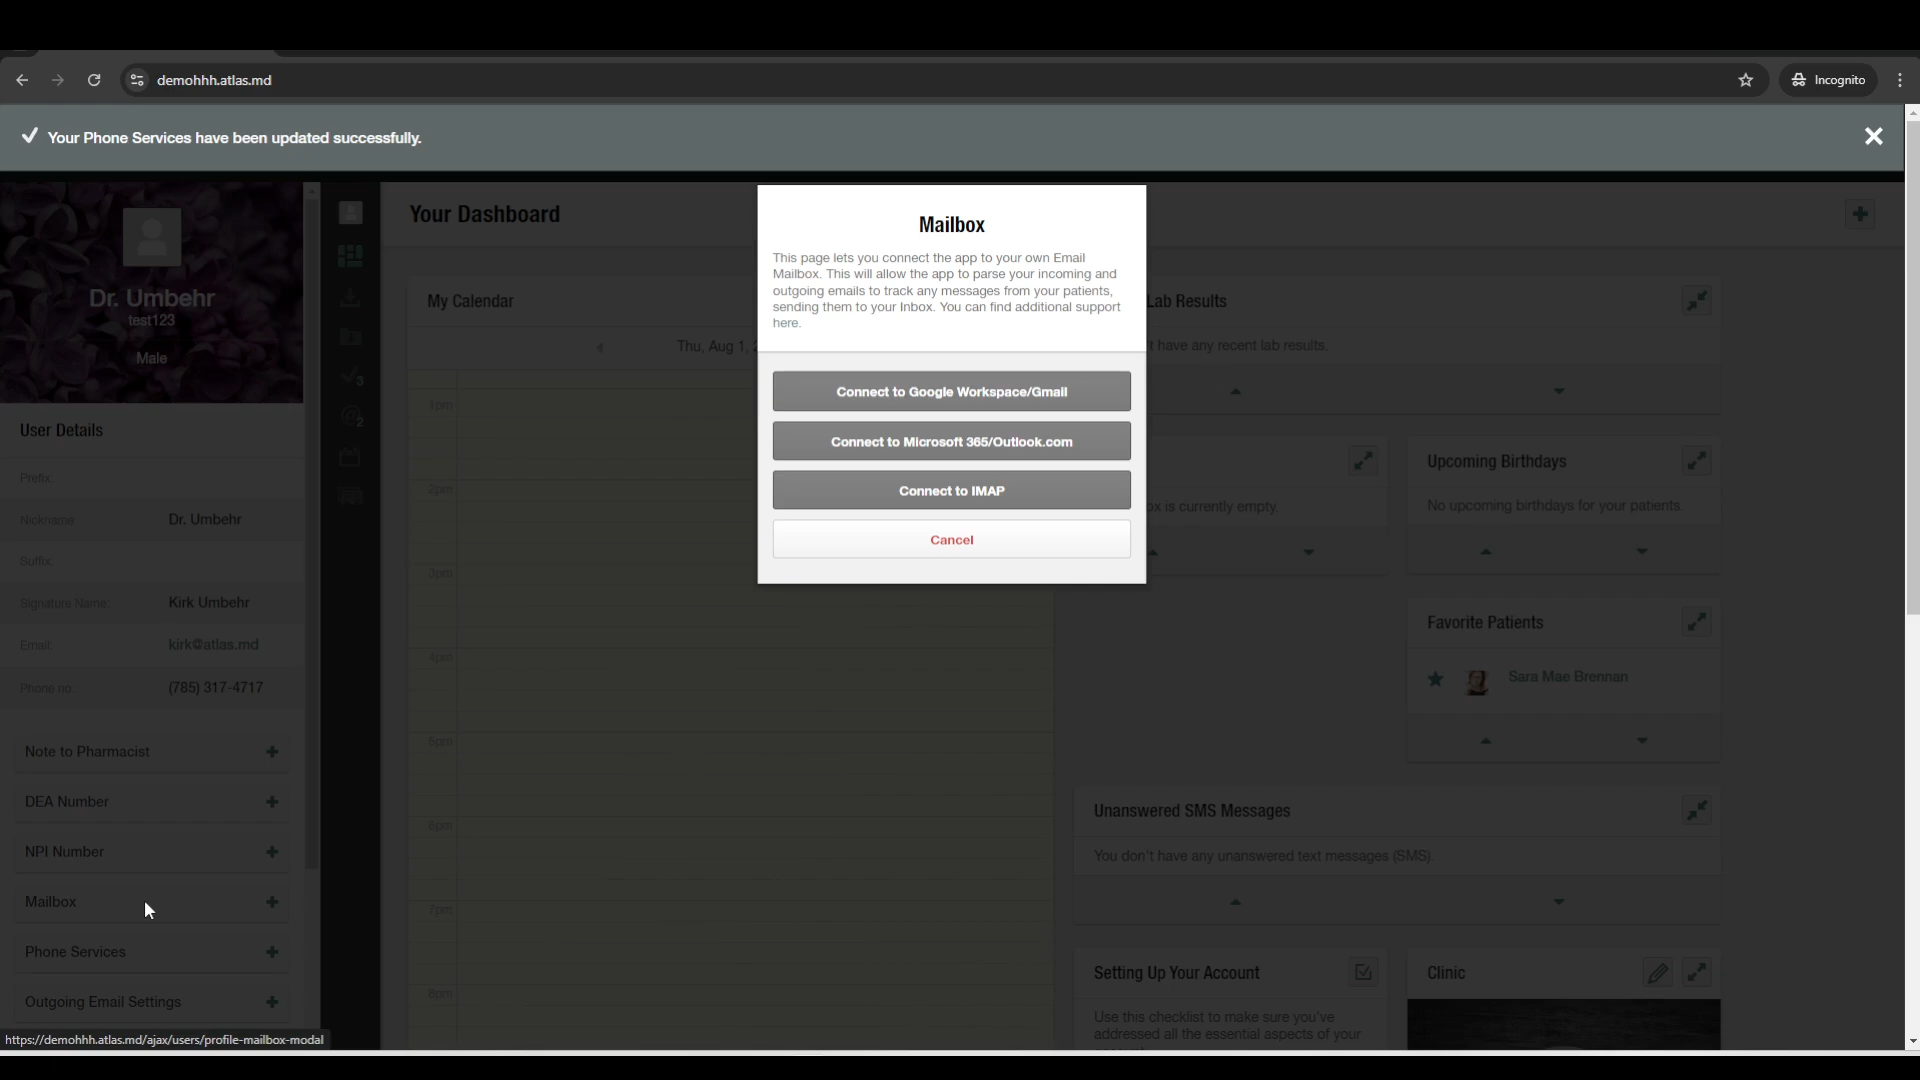 demohhh.atlas.md
Incognito
Your Phone Services have been updated successfully.
Dr. Umbehr
test123
Male
User Details
Prefix:
Nickname Dr. Umbehr
Suffix:
Signature Name: Kirk Umbehr
Email: kirk@atlas.md
Phone no (785) 317-4717
Note to Pharmacist
DEA Number
NPI Number
Mailbox
Phone Services
Outgoing Email Settings
https://demohhh.atlas.md/ajax/users/profile-mailbox-modal
3
2
Your Dashboard
My Calendar
Thu, Aug 1,
1pm
2pm
3pm
4pm
5pm
6pm
7pm
8pm
Mailbox
This page lets you connect the app to your own Email
Mailbox. This will allow the app to parse your incoming and
outgoing emails to track any messages from your patients,
sending them to your Inbox. You can find additional support
here.
Connect to Google Workspace/Gmail
Connect to Microsoft 365/Outlook.com
Connect to IMAP
Cancel
Lab Results
have any recent lab results.
is currently empty.
Upcoming Birthdays
No upcoming birthdays for your patients.
Favorite Patients
Sara Mae Brennan
Unanswered SMS Messages
You don't have any unanswered text messages (SMS)
Setting Up Your Account
Use this checklist to make sure you've
addressed all the essential aspects of your
Clinic